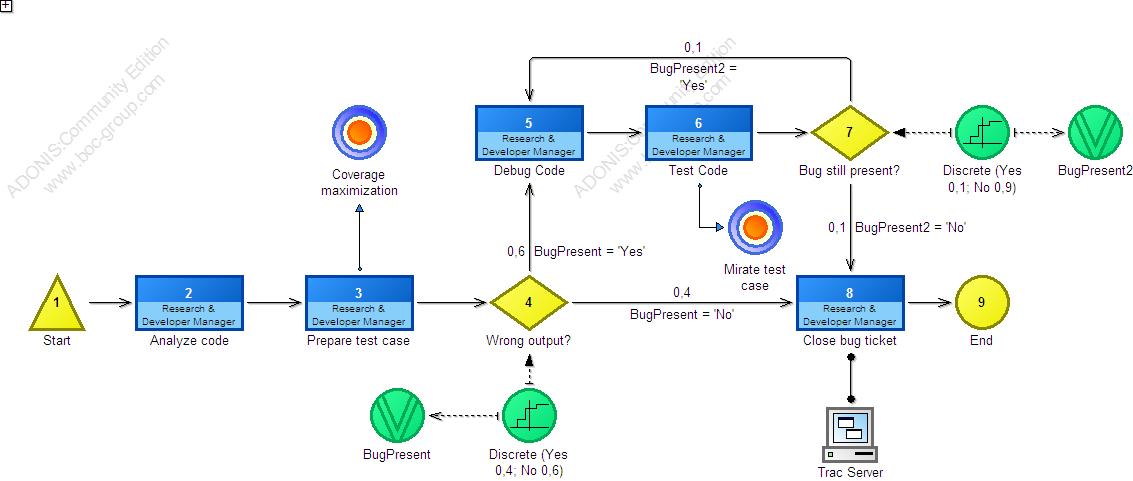 ADONIS:Community Edition
www.boc-group.com
ADONIS:Community Edition
www.boc-group.com
0,1
BugPresent2 =
'Yes'
5
Research &
Developer Manager
Debug Code
6
Research &
Developer Manager
Test Code
7
Bug still present?
Discrete (Yes
0,1; No 0,9)
BugPresent2
Coverage
maximization
0,6 BugPresent = 'Yes'
Mirate test
case
0,1 BugPresent2 = 'No'
1
Start
2
Research &
Developer Manager
Analyze code
3
Research &
Developer Manager
Prepare test case
4
Wrong output?
0,4
BugPresent = 'No'
8
Research &
Developer Manager
Close bug ticket
9
End
BugPresent
Discrete (Yes
0,4; No 0,6)
Trac Server